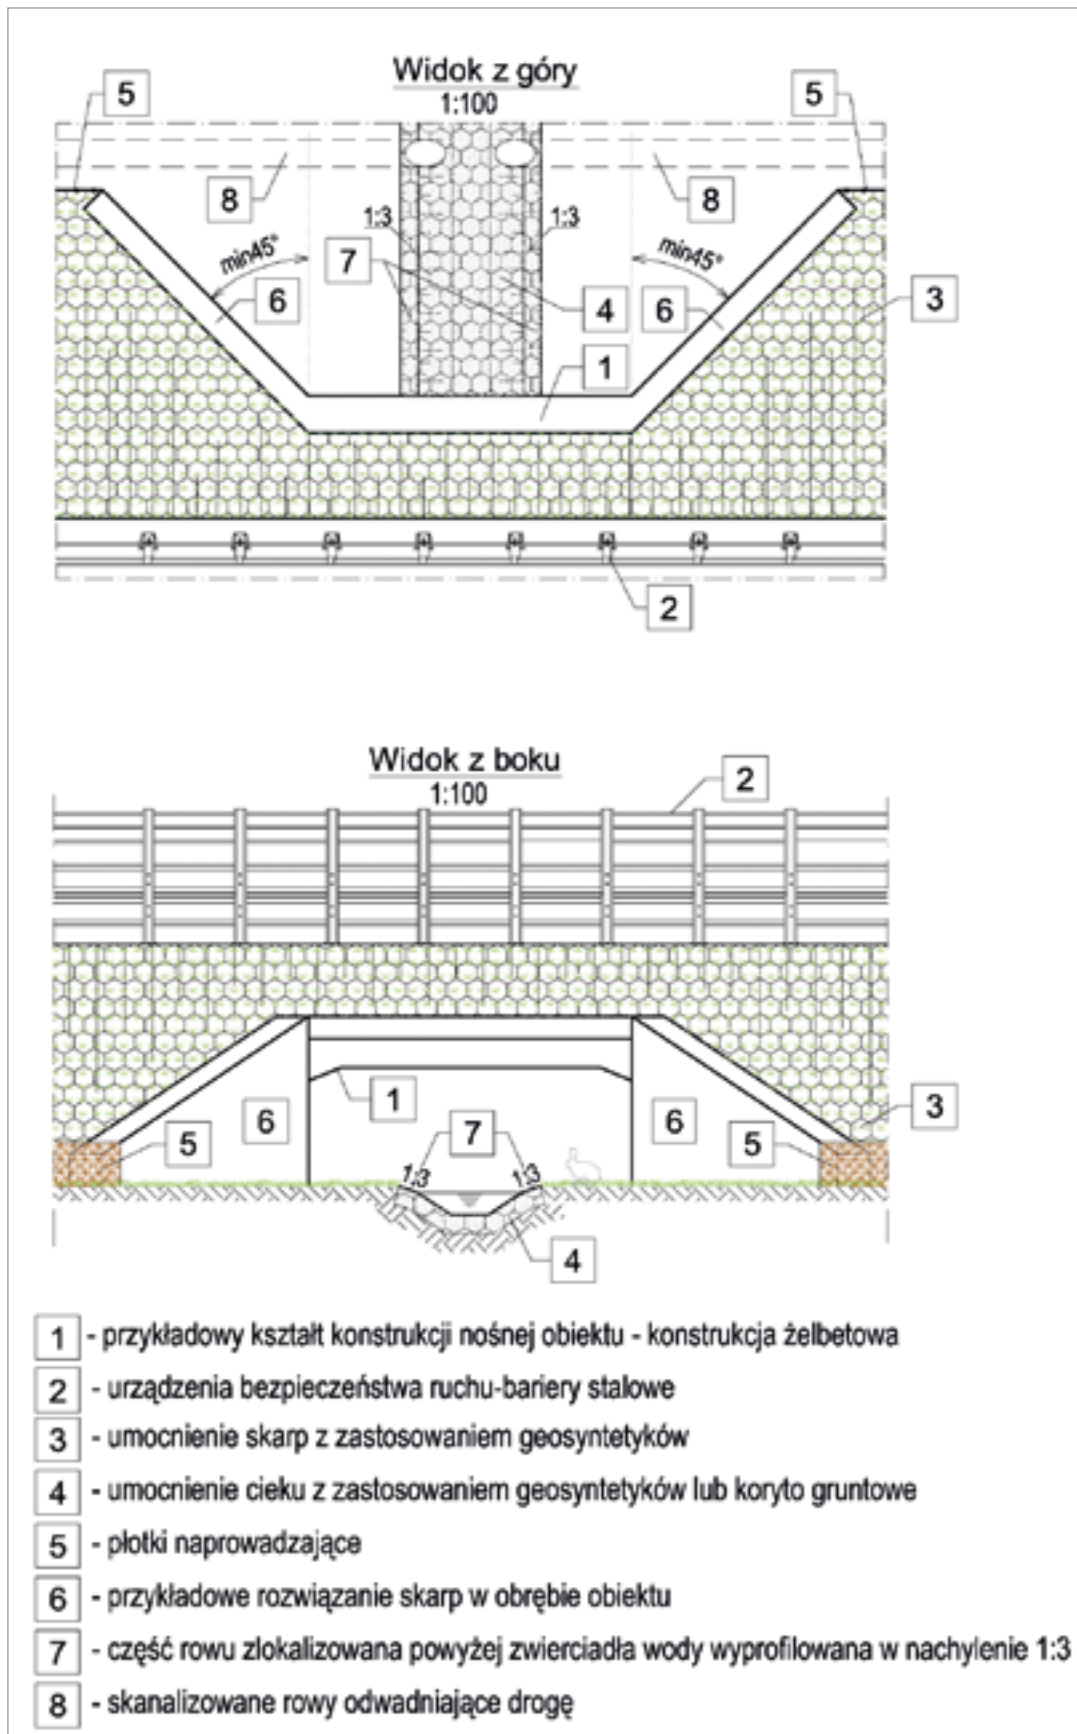 Widok z góry
1:100
5
5
8
8
1:3
1:3
min45°
min45°
7
3
6
4
6
1
2
Widok z boku
1:100
2
1
3
6
7
6
5
5
1:3
1:3
4
1 - przykładowy kształt konstrukcji nośnej obiektu - konstrukcja żelbetowa
2 - urządzenia bezpieczeństwa ruchu-bariery stalowe
3 - umocnienie skarp z zastosowaniem geosyntetyków
4 - umocnienie cieku z zastosowaniem geosyntetyków lub koryto gruntowe
5 - płotki naprowadzające
6 - przykładowe rozwiązanie skarp w obrębie obiektu
7 - część rowu zlokalizowana powyżej zwierciadła wody wyprofilowana w nachylenie 1:3
8 - skanalizowane rowy odwadniające drogę